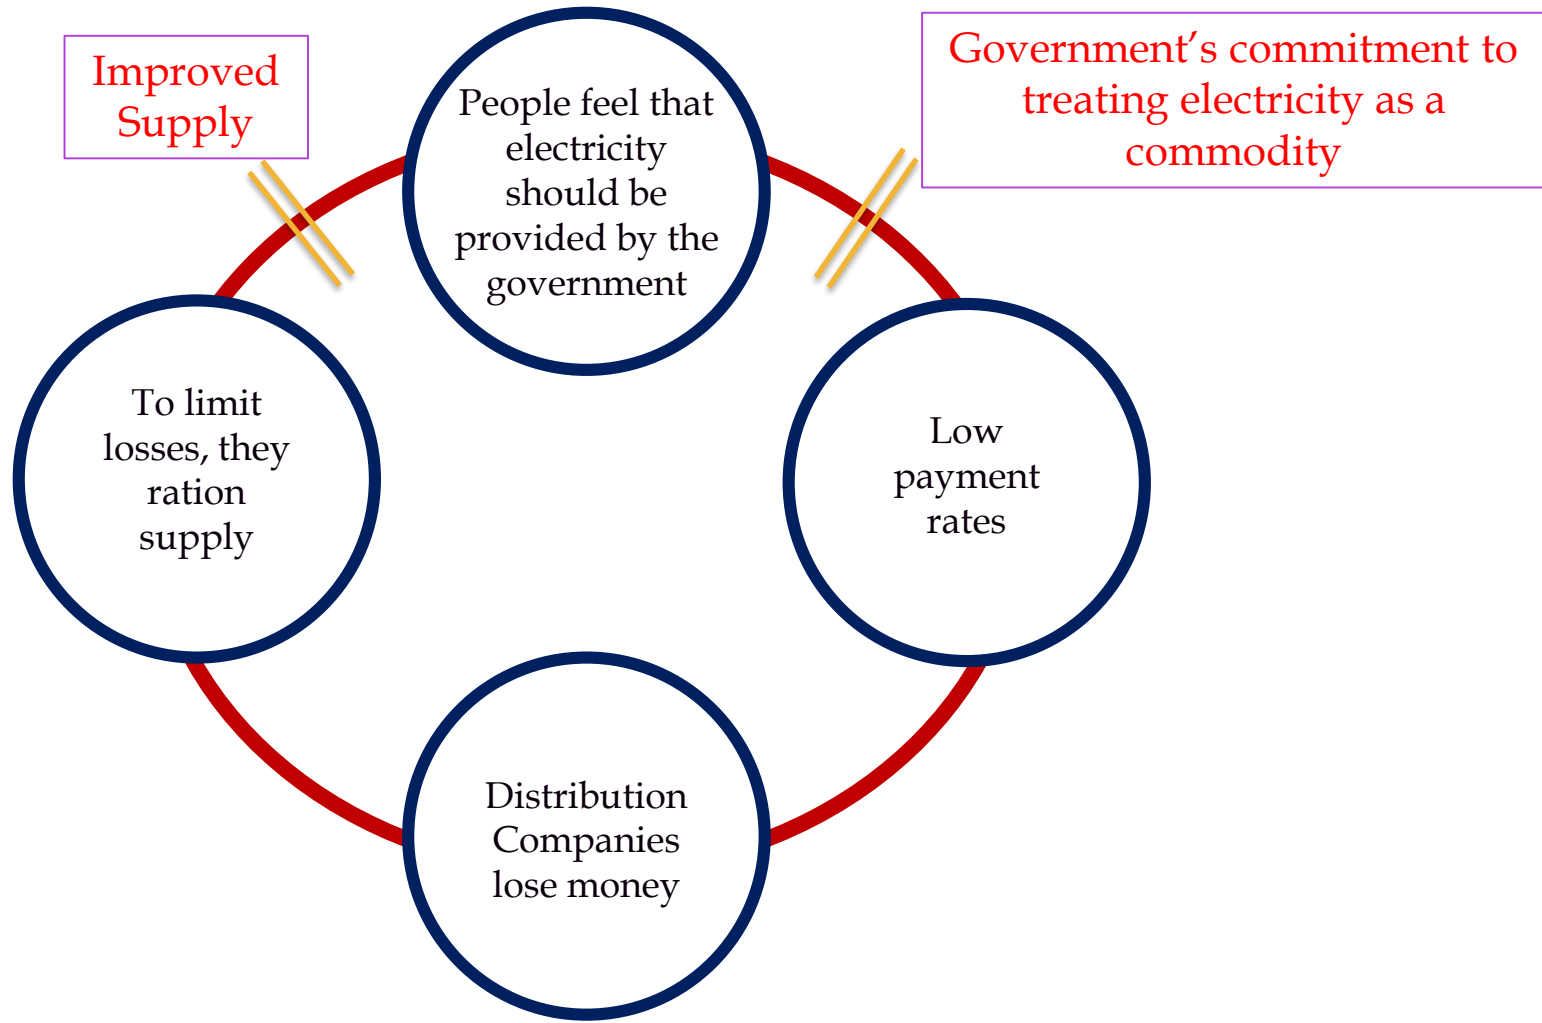 Improved
Supply
People feel that
electricity
should be
provided by the
government
Government’s commitment to
treating electricity as a
commodity
To limit
losses, they
ration
supply
Low
payment
rates
Distribution
Companies
lose money